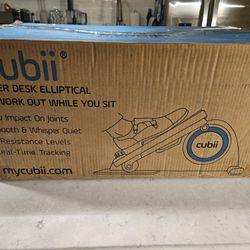 cubii®
ER DESK ELLIPTICAL
WORK OUT WHILE YOU SIT
Impact On Joints
ooth & Whisper Quiet
Resistance Levels
eal-Time Tracking
mycubii.com
cubii